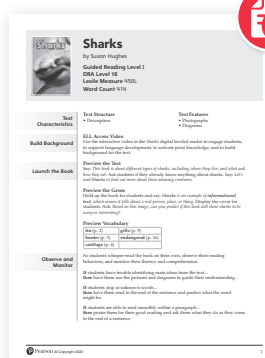 Sharks
Sharks
by Susan Hughes
Guided Reading Level I
DRA Level 16
Lexile Measure 450L
Word Count 414
Text
Characteristics
Text Structure
• Description
Text Features
• Photographs
• Diagrams
Build Background
ELL Access Video
Use the interactive video in the Sharks digital leveled reader to engage students,
to support language development, to activate prior knowledge, and to build
background for the text.
Launch the Book
Preview the Text
Say: This book is about different types of sharks, including where they live, and what and
how they eat. Ask students if they already know anything about sharks. Say: Let's
read Sharks to find out more about these amazing creatures.
Preview the Genre
Hold up the book for students and say: Sharks is an example of informational
text, which means it tells about a real person, place, or thing. Display the cover for
students. Ask: Based on this image, can you predict if this book will show sharks to be
scary or interesting?
Preview Vocabulary
fin (p. 2) gills (p. 9)
hunter (p. 3) endangered (p. 16)
cartilage (p. 6)
Observe and
Monitor
As students whisper-read the book on their own, observe their reading
behaviors, and monitor their fluency and comprehension.
If students have trouble identifying main ideas from the text...
then have them use the pictures and diagrams to guide their understanding.
If students stop at unknown words...
then have them read to the end of the sentence and predict what the word
might be.
If students are able to read smoothly within a paragraph...
then praise them for their good reading and ask them what they do as they come
to the end of a sentence.
Pearson © Copyright 2020
1